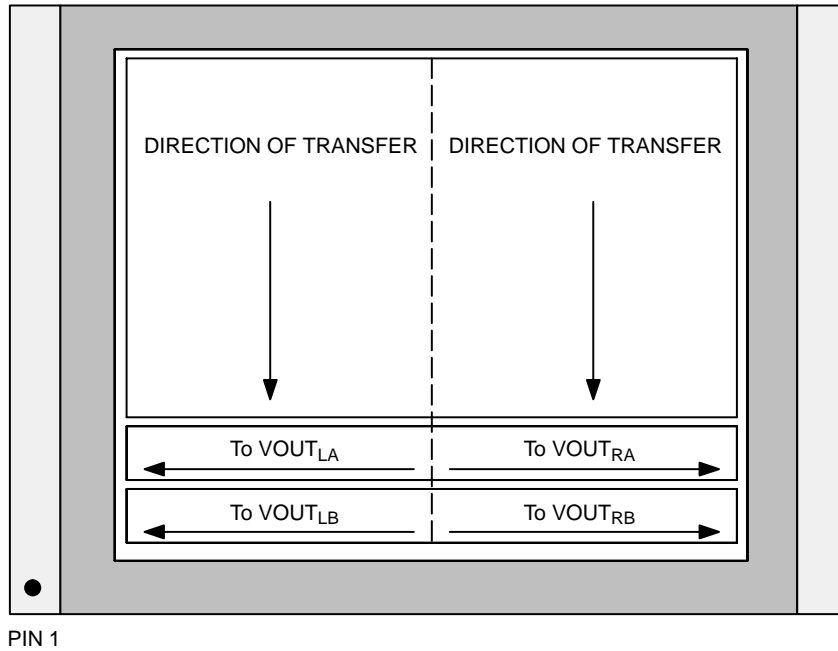 DIRECTION OF TRANSFER
DIRECTION OF TRANSFER
To VOUTLA
To VOUTRA
To VOUTLB
To VOUTRB
PIN 1